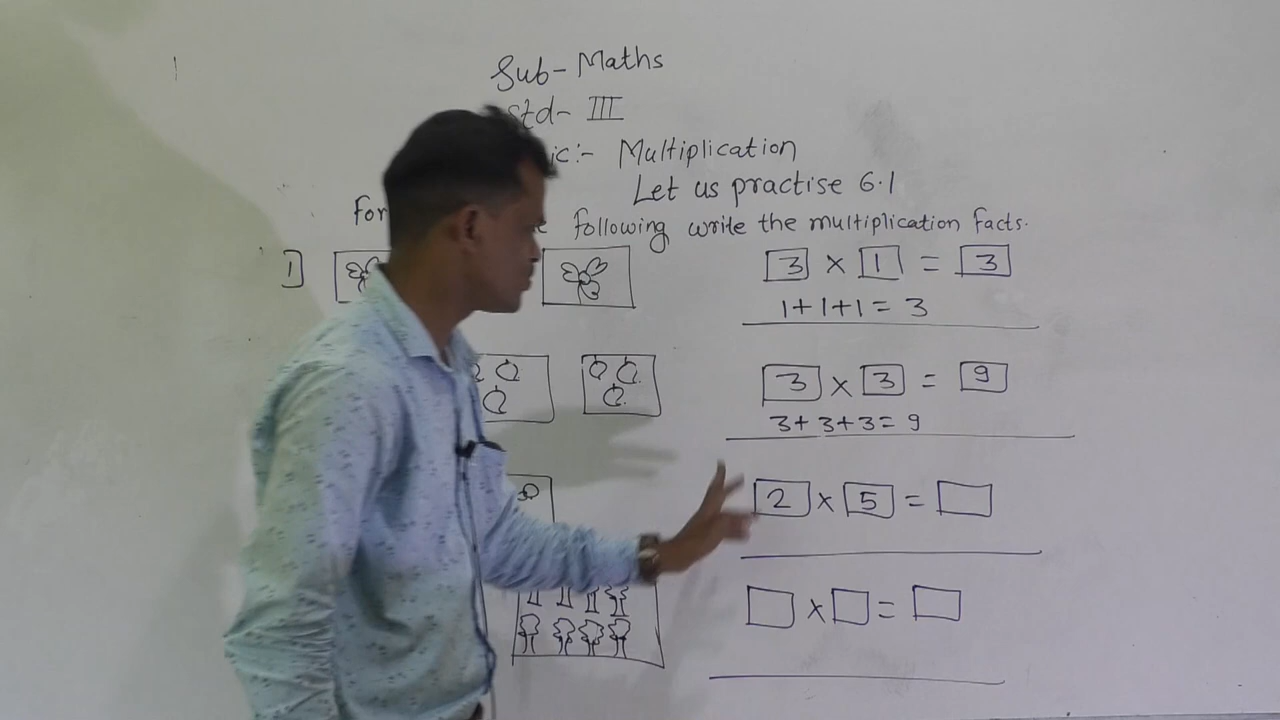 Sub- Maths
Std- III
ic:- Multiplication
Let us practise 6.1
For following write the multiplication facts.
1] 3 × 1 = 3
1+1+1= 3
3 × 3 = 9
3+3+3= 9
2 × 5 =
× =